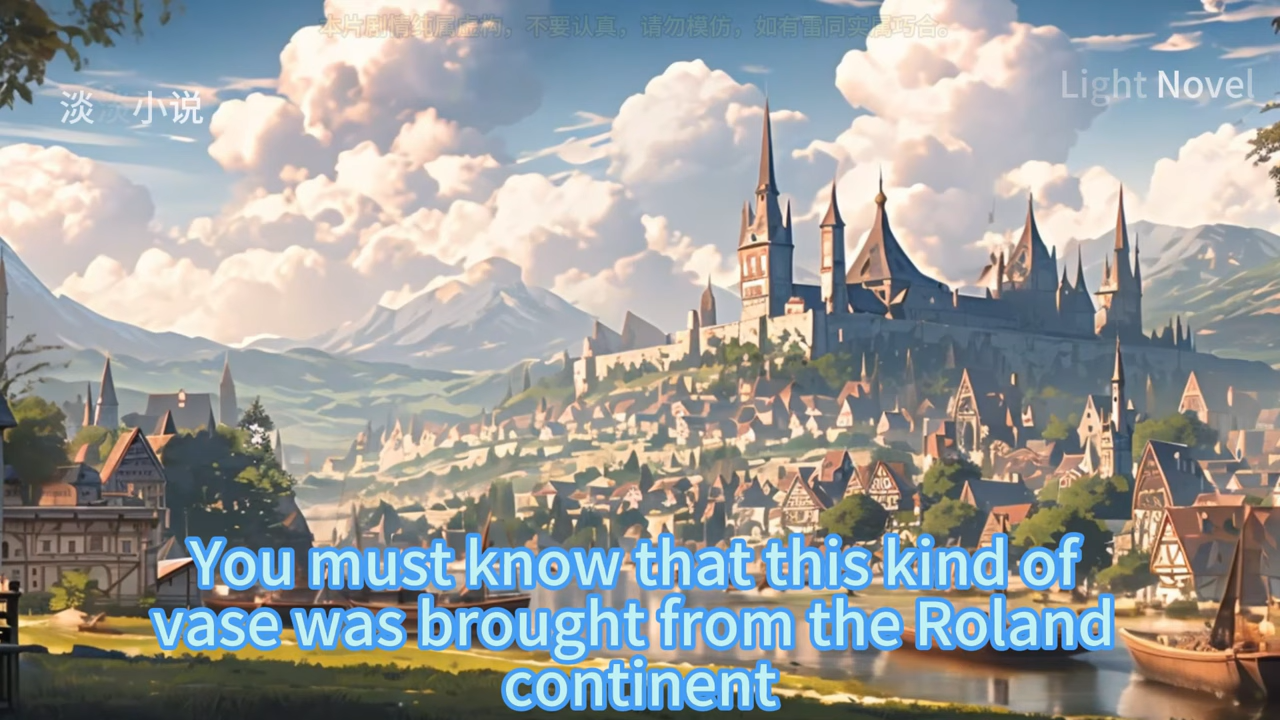 本片剧情纯属虚构，不要认真，请勿模仿，如有雷同实属巧合。
淡淡小说
Light Novel
You must know that this kind of
vase was brought from the Roland
continent